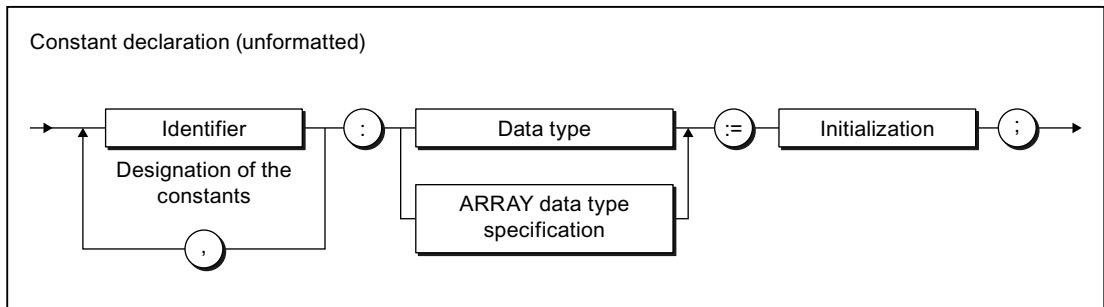 Constant declaration (unformatted)
Identifier
:
Data type
:=
Initialization
;
Designation of the
constants
ARRAY data type
specification
,